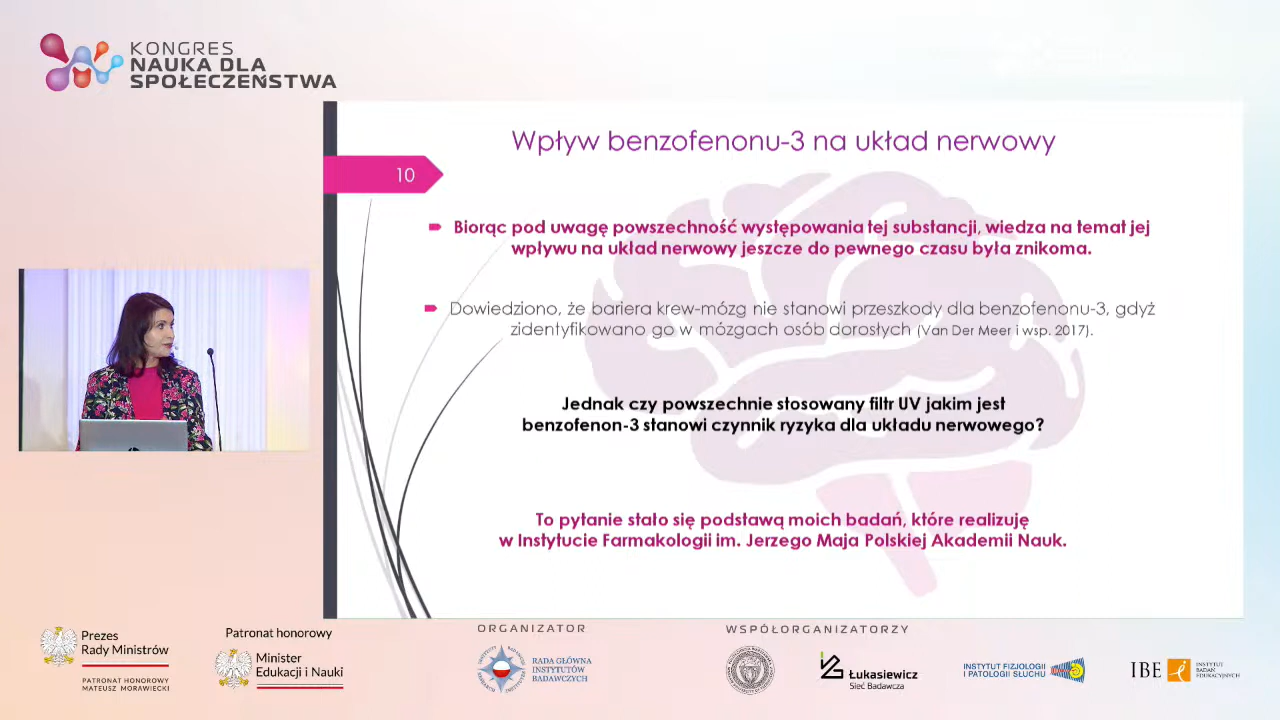 KONGRES
NAUKA DLA
SPOŁECZEŃSTWA
Wpływ benzofenonu-3 na układ nerwowy
10
Biorąc pod uwagę powszechność występowania tej substancji, wiedza na temat jej
wpływu na układ nerwowy jeszcze do pewnego czasu była znikoma.
Dowiedziono, że bariera krew-mózg nie stanowi przeszkody dla benzofenonu-3, gdyż
zidentyfikowano go w mózgach osób dorosłych (Van Der Meer i wsp. 2017).
Jednak czy powszechnie stosowany filtr UV jakim jest
benzofenon-3 stanowi czynnik ryzyka dla układu nerwowego?
To pytanie stało się podstawą moich badań, które realizuję
w Instytucie Farmakologii im. Jerzego Maja Polskiej Akademii Nauk.
Prezes
Rady Ministrów
PATRONAT HONOROWY
MATEUSZ MORAWIECKI
Patronat honorowy
Minister
Edukacji i Nauki
ORGANIZATOR
RADA GŁÓWNA
INSTYTUTÓW
BADAWCZYCH
WSPÓŁORGANIZATORZY
Łukasiewicz
Sieć Badawcza
INSTYTUT FIZJOLOGII
I PATOLOGII SŁUCHU
IBE
INSTYTUT
BADAŃ
EDUKACYJNYCH